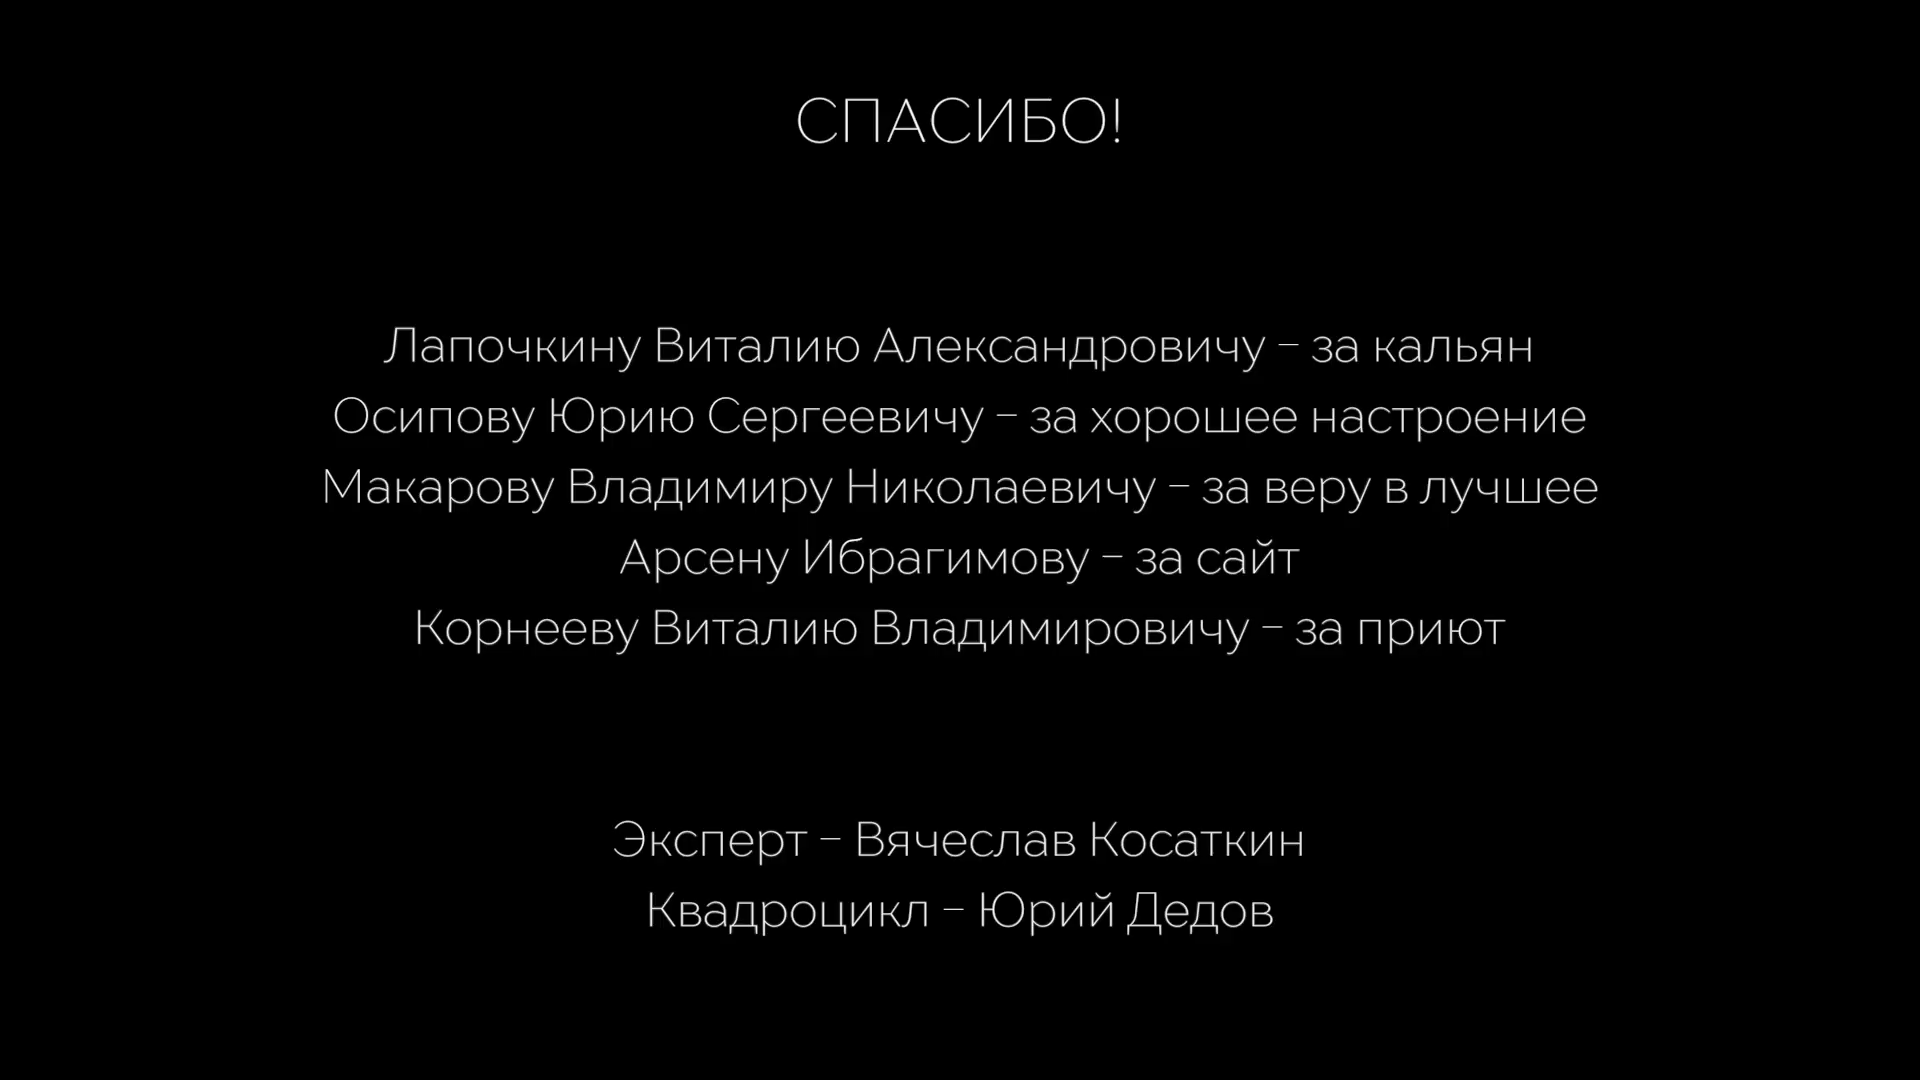 СПАСИБО!
Лапочкину Виталию Александровичу – за кальян
Осипову Юрию Сергеевичу – за хорошее настроение
Макарову Владимиру Николаевичу – за веру в лучшее
Арсену Ибрагимову – за сайт
Корнееву Виталию Владимировичу – за приют
Эксперт – Вячеслав Косаткин
Квадроцикл – Юрий Дедов